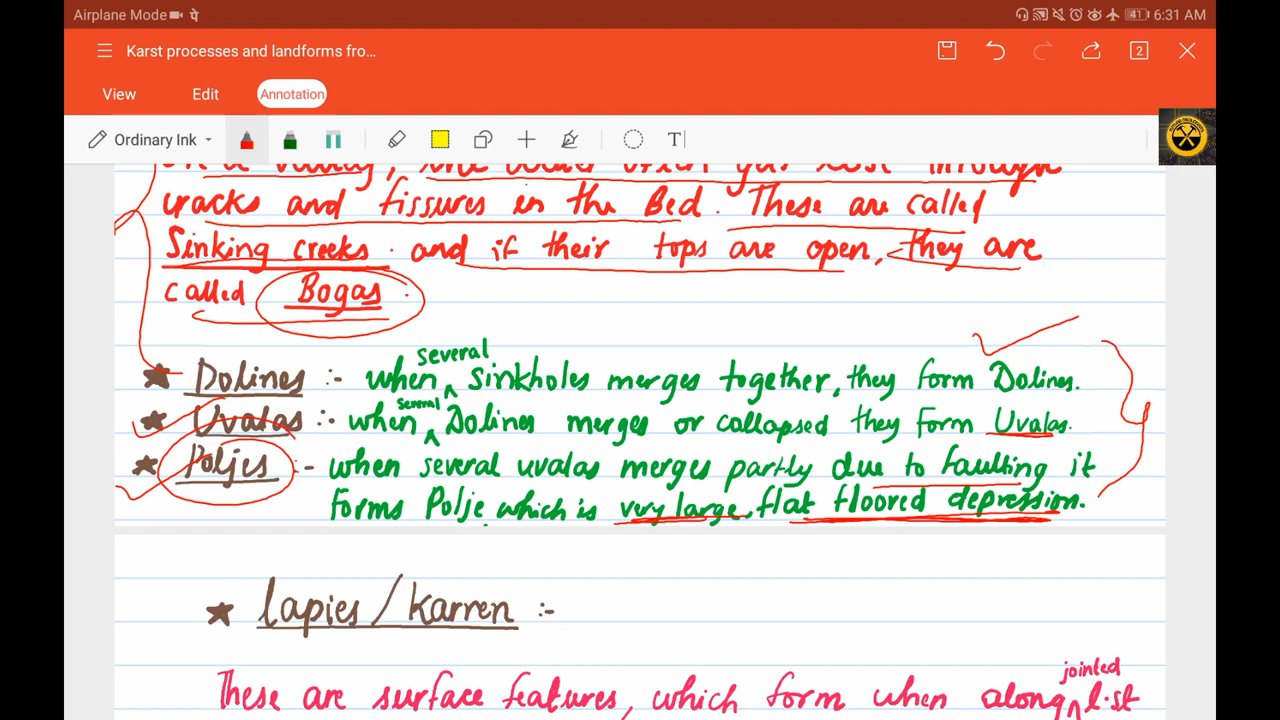 Airplane Mode 41 6:31 AM
Karst processes and landforms fro... 2
View Edit Annotation
Ordinary Ink T
cracks and fissures in the Bed. These are called
Sinking creeks. and if their tops are open, they are
called Bogas.
Dolines :- when several sinkholes merges together, they form Dolines.
Uvalas :- when several Dolines merges or collapsed they form Uvalas.
Poljes :- when several uvalas merges partly due to faulting it
forms Polje which is very large, flat floored depression.
lapies/Karren :-
These are surface features, which form when along jointed l.st